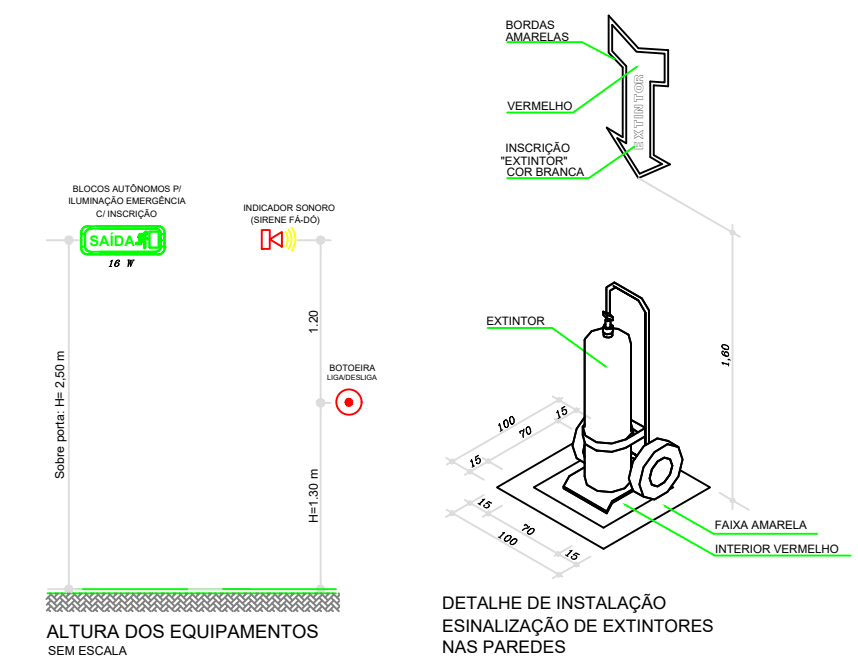 BORDAS
AMARELAS
VERMELHO
EXTINTOR
INSCRIÇÃO
"EXTINTOR"
COR BRANCA
BLOCOS AUTÔNOMOS P/
ILUMINAÇÃO EMERGÊNCIA
C/ INSCRIÇÃO
SAÍDA
16 W
INDICADOR SONORO
(SIRENE FÁ-DÓ)
1.20
BOTOEIRA
LIGA/DESLIGA
Sobre porta: H= 2,50 m
H=1.30 m
EXTINTOR
1,60
100
15
70
15
15
70
100
15
FAIXA AMARELA
INTERIOR VERMELHO
ALTURA DOS EQUIPAMENTOS
SEM ESCALA
DETALHE DE INSTALAÇÃO
ESINALIZAÇÃO DE EXTINTORES
NAS PAREDES